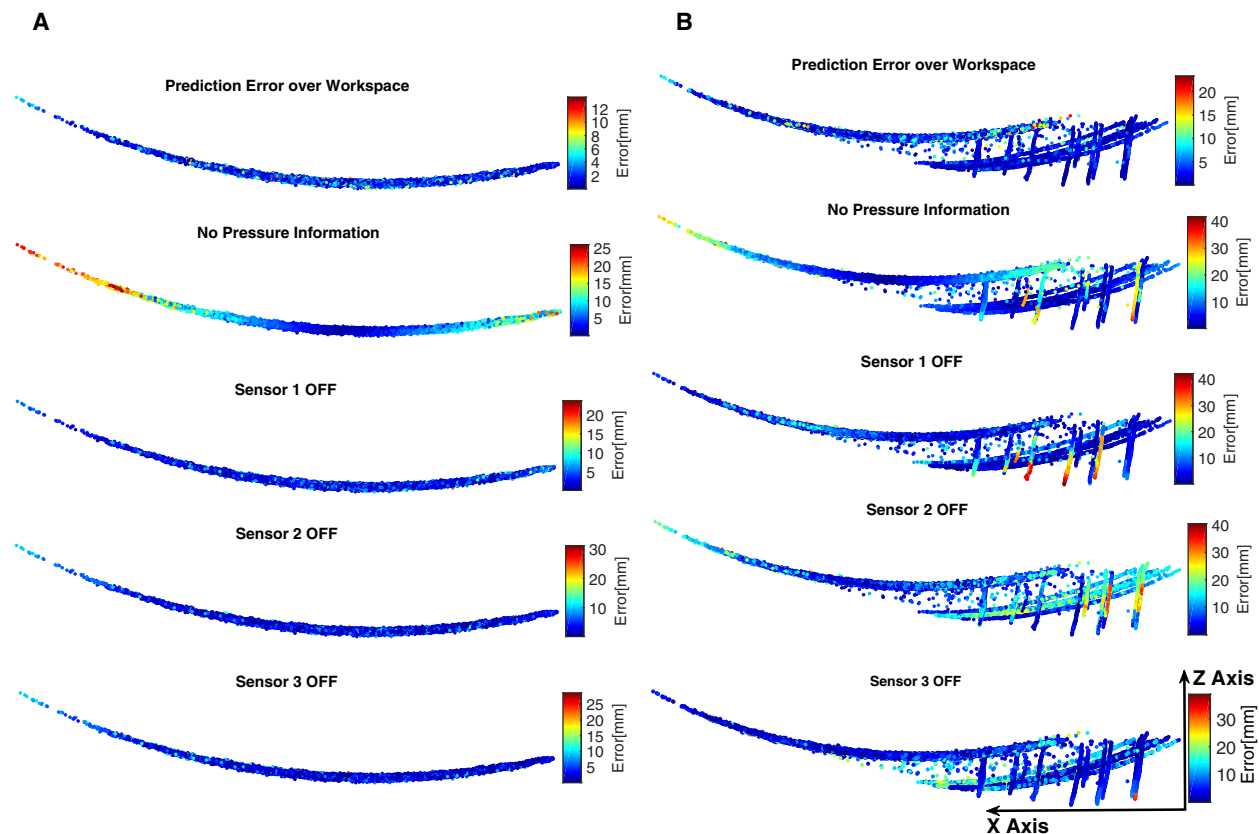 A
Prediction Error over Workspace
12
10
8
6
4
2
Error[mm]
No Pressure Information
25
20
15
10
5
Error[mm]
Sensor 1 OFF
20
15
10
5
Error[mm]
Sensor 2 OFF
30
20
10
Error[mm]
Sensor 3 OFF
25
20
15
10
5
Error[mm]
B
Prediction Error over Workspace
20
15
10
5
Error[mm]
No Pressure Information
40
30
20
10
Error[mm]
Sensor 1 OFF
40
30
20
10
Error[mm]
Sensor 2 OFF
40
30
20
10
Error[mm]
Sensor 3 OFF
Z Axis
30
20
10
Error[mm]
X Axis